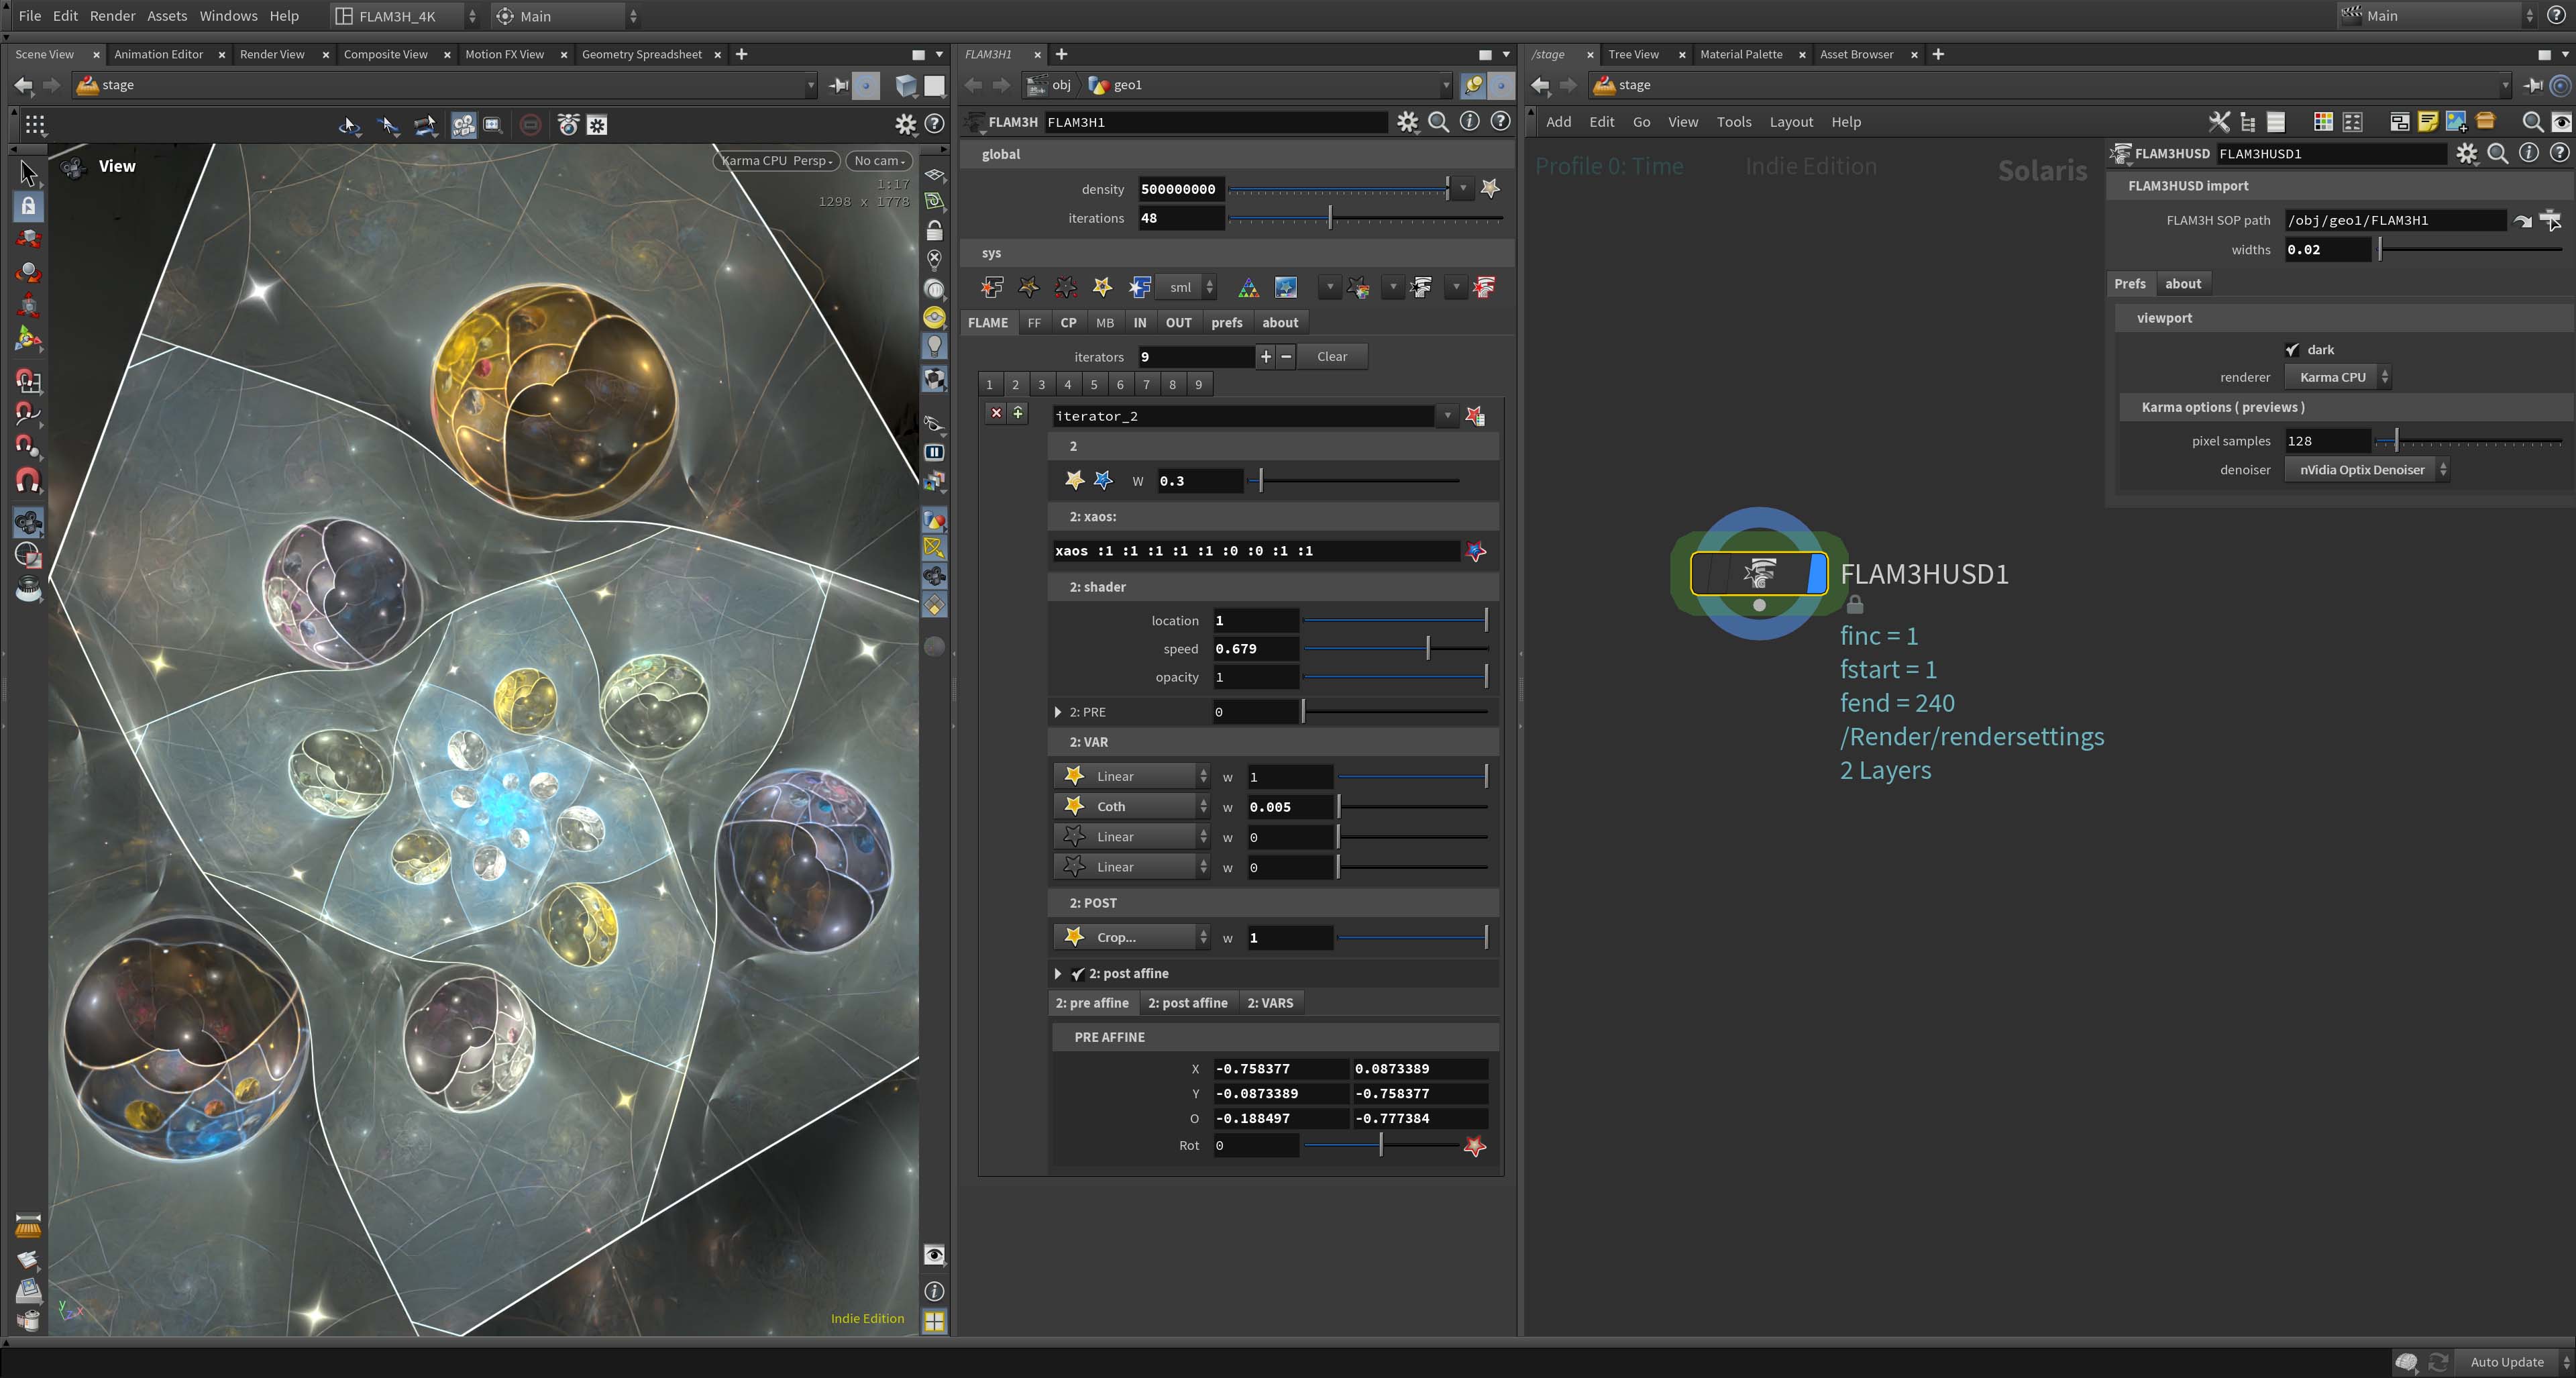 File Edit Render Assets Windows Help FLAM3H_4K Main Main
Scene View Animation Editor Render View Composite View Motion FX View Geometry Spreadsheet
stage
View
Karma CPU Persp No cam
1:17
1298 x 1778
Indie Edition
FLAM3H1
obj geo1
FLAM3H FLAM3H1
global
density 500000000
iterations 48
sys
sml
FLAME FF CP MB IN OUT prefs about
iterators 9 Clear
1 2 3 4 5 6 7 8 9
iterator_2
2
W 0.3
2: xaos:
xaos :1 :1 :1 :1 :1 :0 :0 :1 :1
2: shader
location 1
speed 0.679
opacity 1
2: PRE 0
2: VAR
Linear w 1
Coth w 0.005
Linear w 0
Linear w 0
2: POST
Crop... w 1
2: post affine
2: pre affine 2: post affine 2: VARS
PRE AFFINE
X -0.758377 0.0873389
Y -0.0873389 -0.758377
O -0.188497 -0.777384
Rot 0
/stage Tree View Material Palette Asset Browser
stage
Add Edit Go View Tools Layout Help
Profile 0: Time Indie Edition Solaris
FLAM3HUSD FLAM3HUSD1
FLAM3HUSD import
FLAM3H SOP path /obj/geo1/FLAM3H1
widths 0.02
Prefs about
viewport
dark
renderer Karma CPU
Karma options ( previews )
pixel samples 128
denoiser nVidia Optix Denoiser
FLAM3HUSD1
finc = 1
fstart = 1
fend = 240
/Render/rendersettings
2 Layers
Auto Update